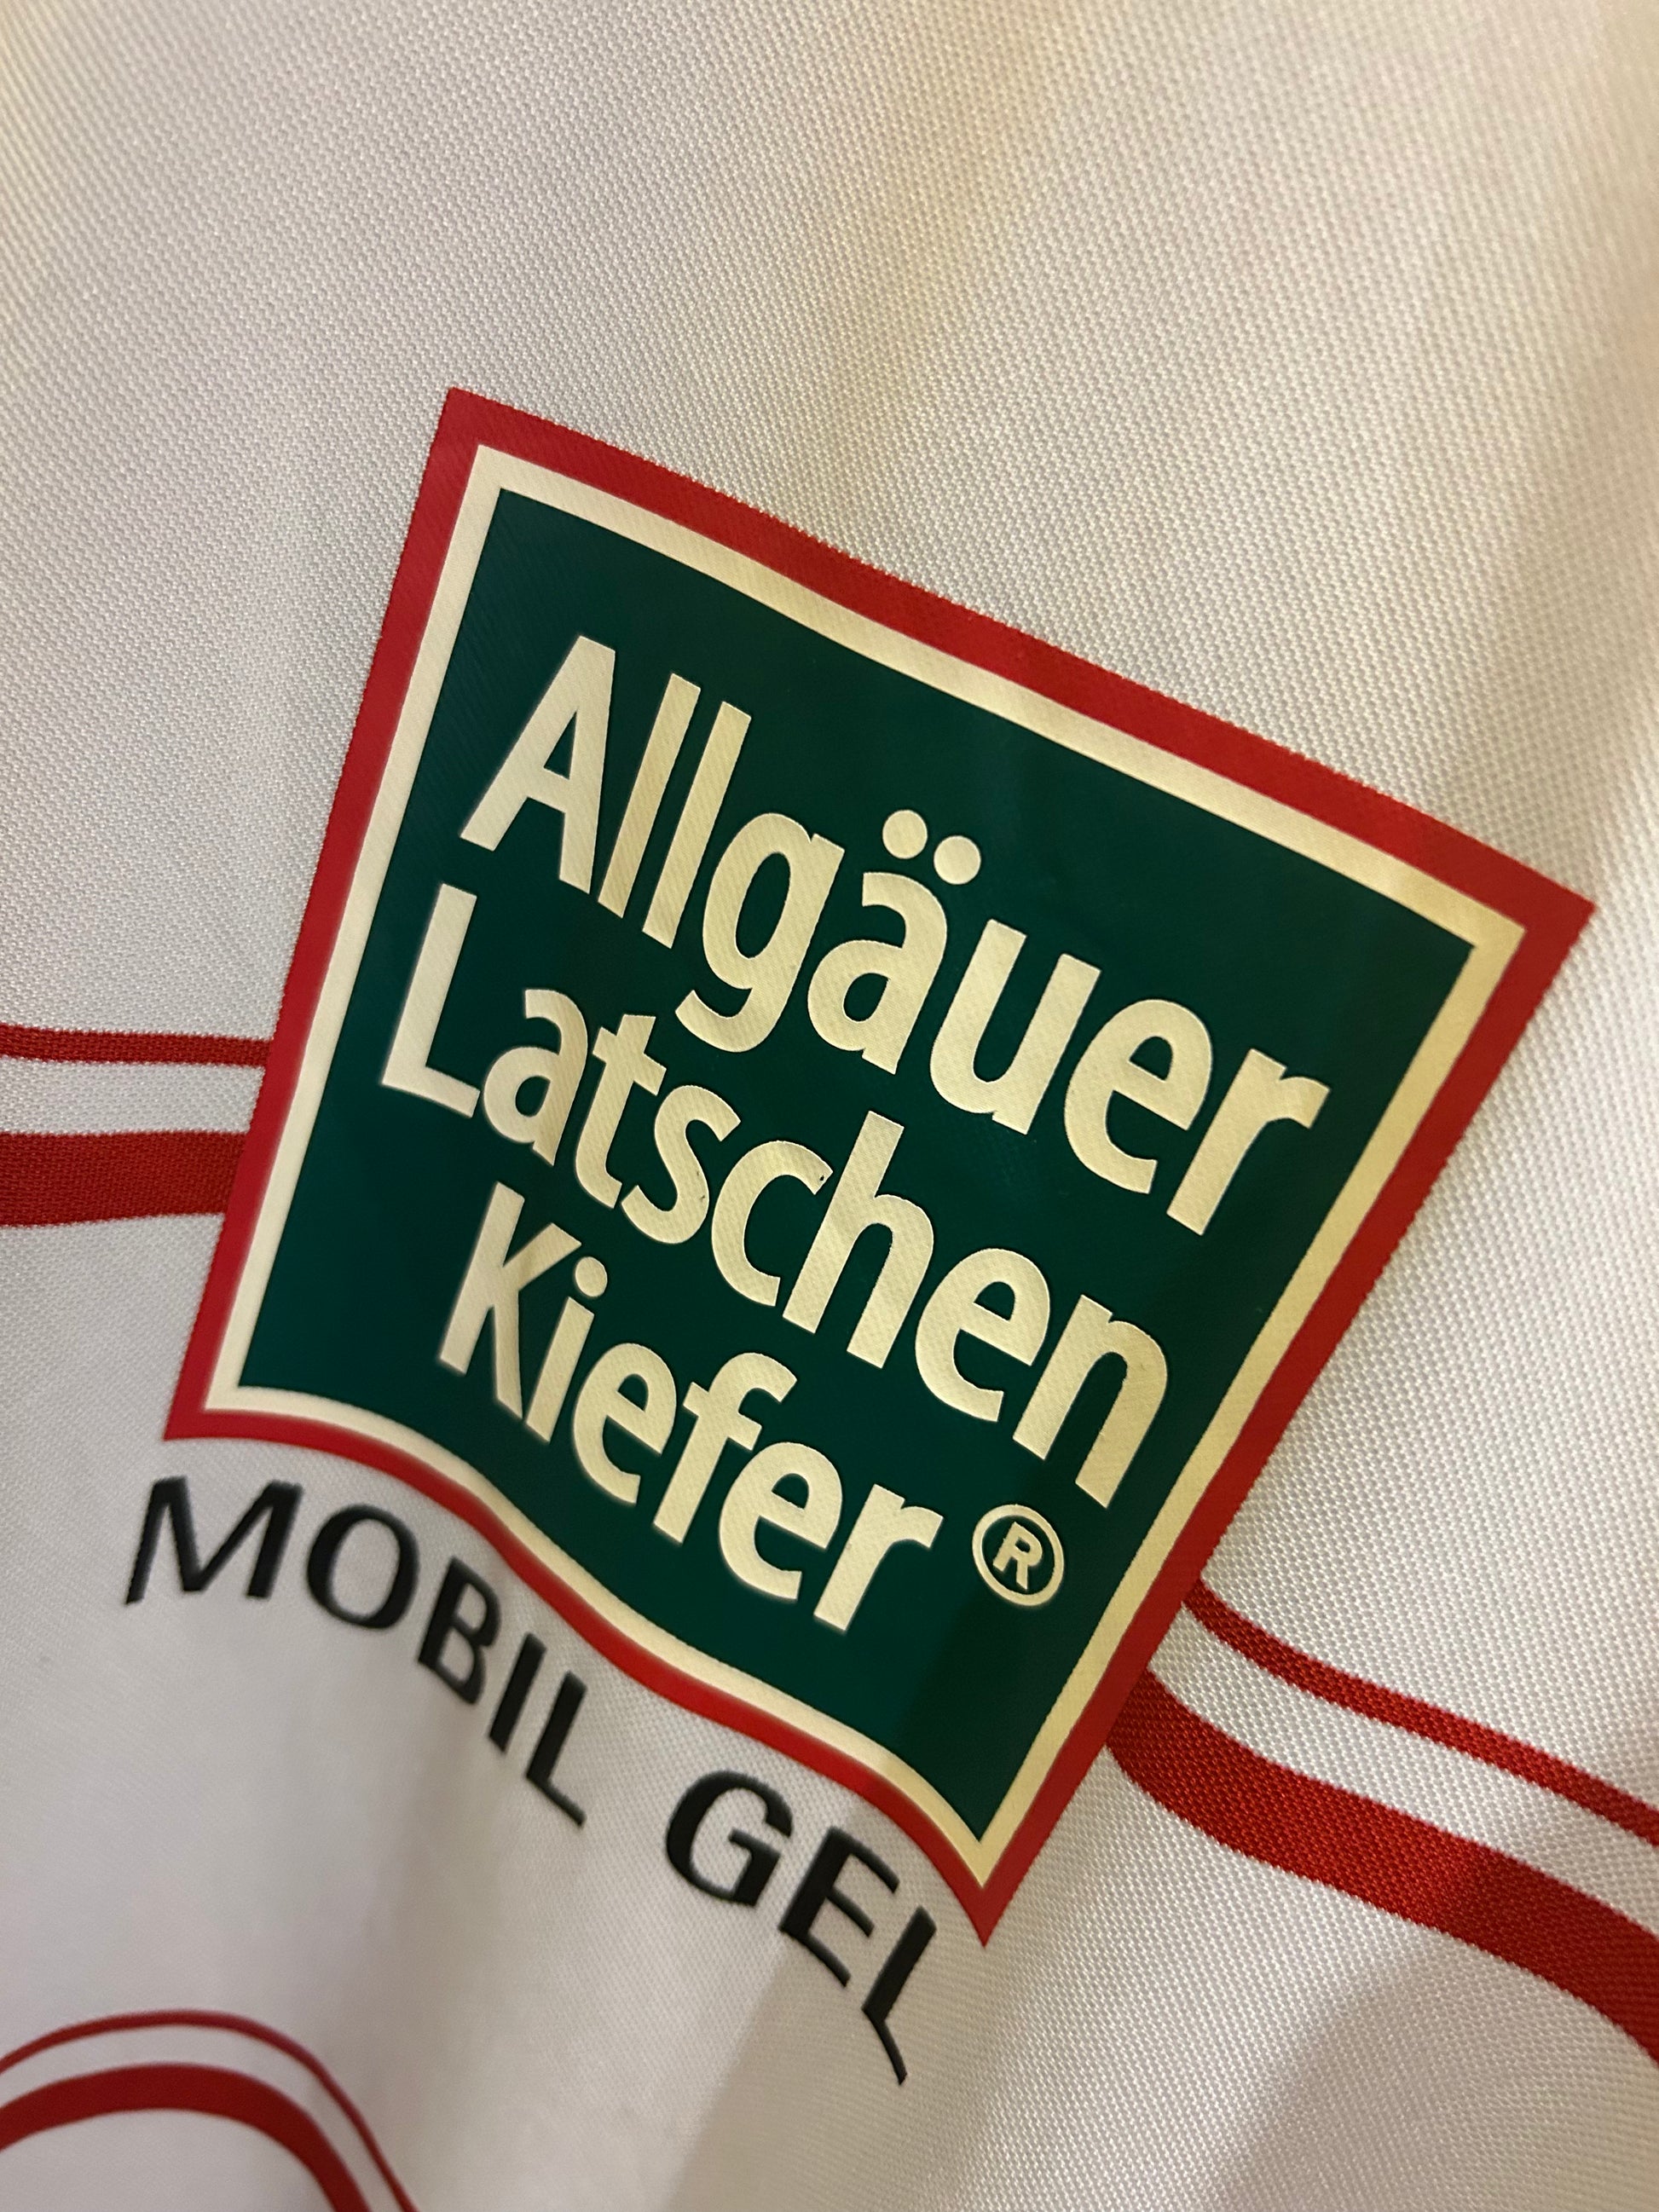 Allgäuer
Latschen
Kiefer®
MOBIL GEL